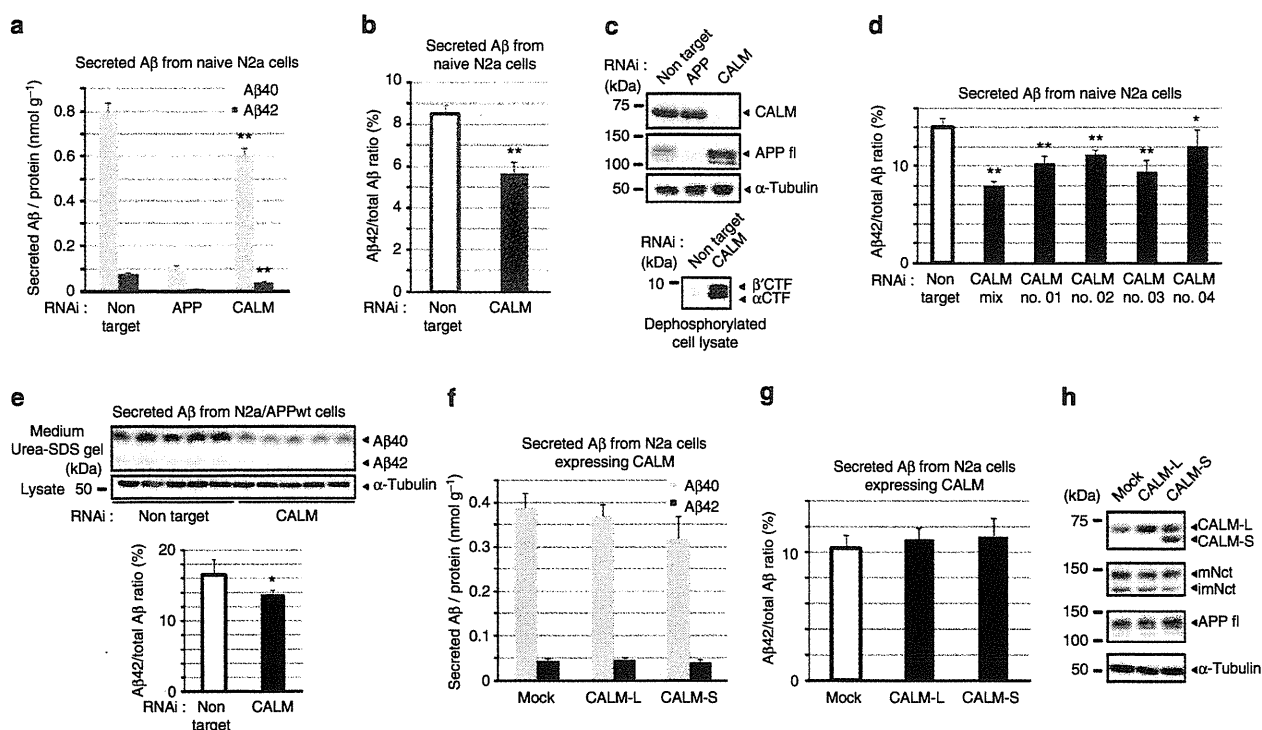 a
Secreted Aβ from naive N2a cells
Aβ40
Aβ42
Secreted Aβ / protein (nmol g⁻¹)
0.8
0.6
0.4
0.2
0
**
**
RNAi :
Non target
APP
CALM
b
Secreted Aβ from
naive N2a cells
Aβ42/total Aβ ratio (%)
10
8
6
4
2
0
**
RNAi :
Non target
CALM
c
RNAi :
(kDa)
Non target
APP
CALM
75
CALM
150
100
APP fl
50
α-Tubulin
RNAi :
(kDa)
Non target
CALM
10
β'CTF
αCTF
Dephosphorylated
cell lysate
d
Secreted Aβ from naive N2a cells
Aβ42/total Aβ ratio (%)
10
0
**
**
**
**
*
RNAi :
Non target
CALM mix
CALM no. 01
CALM no. 02
CALM no. 03
CALM no. 04
e
Secreted Aβ from N2a/APPwt cells
Medium
Urea-SDS gel
(kDa)
Aβ40
Aβ42
Lysate 50
α-Tubulin
RNAi :
Non target
CALM
Aβ42/total Aβ ratio (%)
20
10
0
*
RNAi :
Non target
CALM
f
Secreted Aβ from N2a cells
expressing CALM
Aβ40
Aβ42
Secreted Aβ / protein (nmol g⁻¹)
0.4
0.3
0.2
0.1
0
Mock
CALM-L
CALM-S
g
Secreted Aβ from N2a cells
expressing CALM
Aβ42/total Aβ ratio (%)
10
0
Mock
CALM-L
CALM-S
h
(kDa)
Mock
CALM-L
CALM-S
75
CALM-L
CALM-S
150
mNct
imNct
150
100
APP fl
50
α-Tubulin